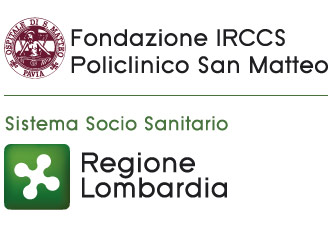 OSPITALE DI S. MATTEO
PAVIA
Fondazione IRCCS
Policlinico San Matteo
Sistema Socio Sanitario
Regione
Lombardia